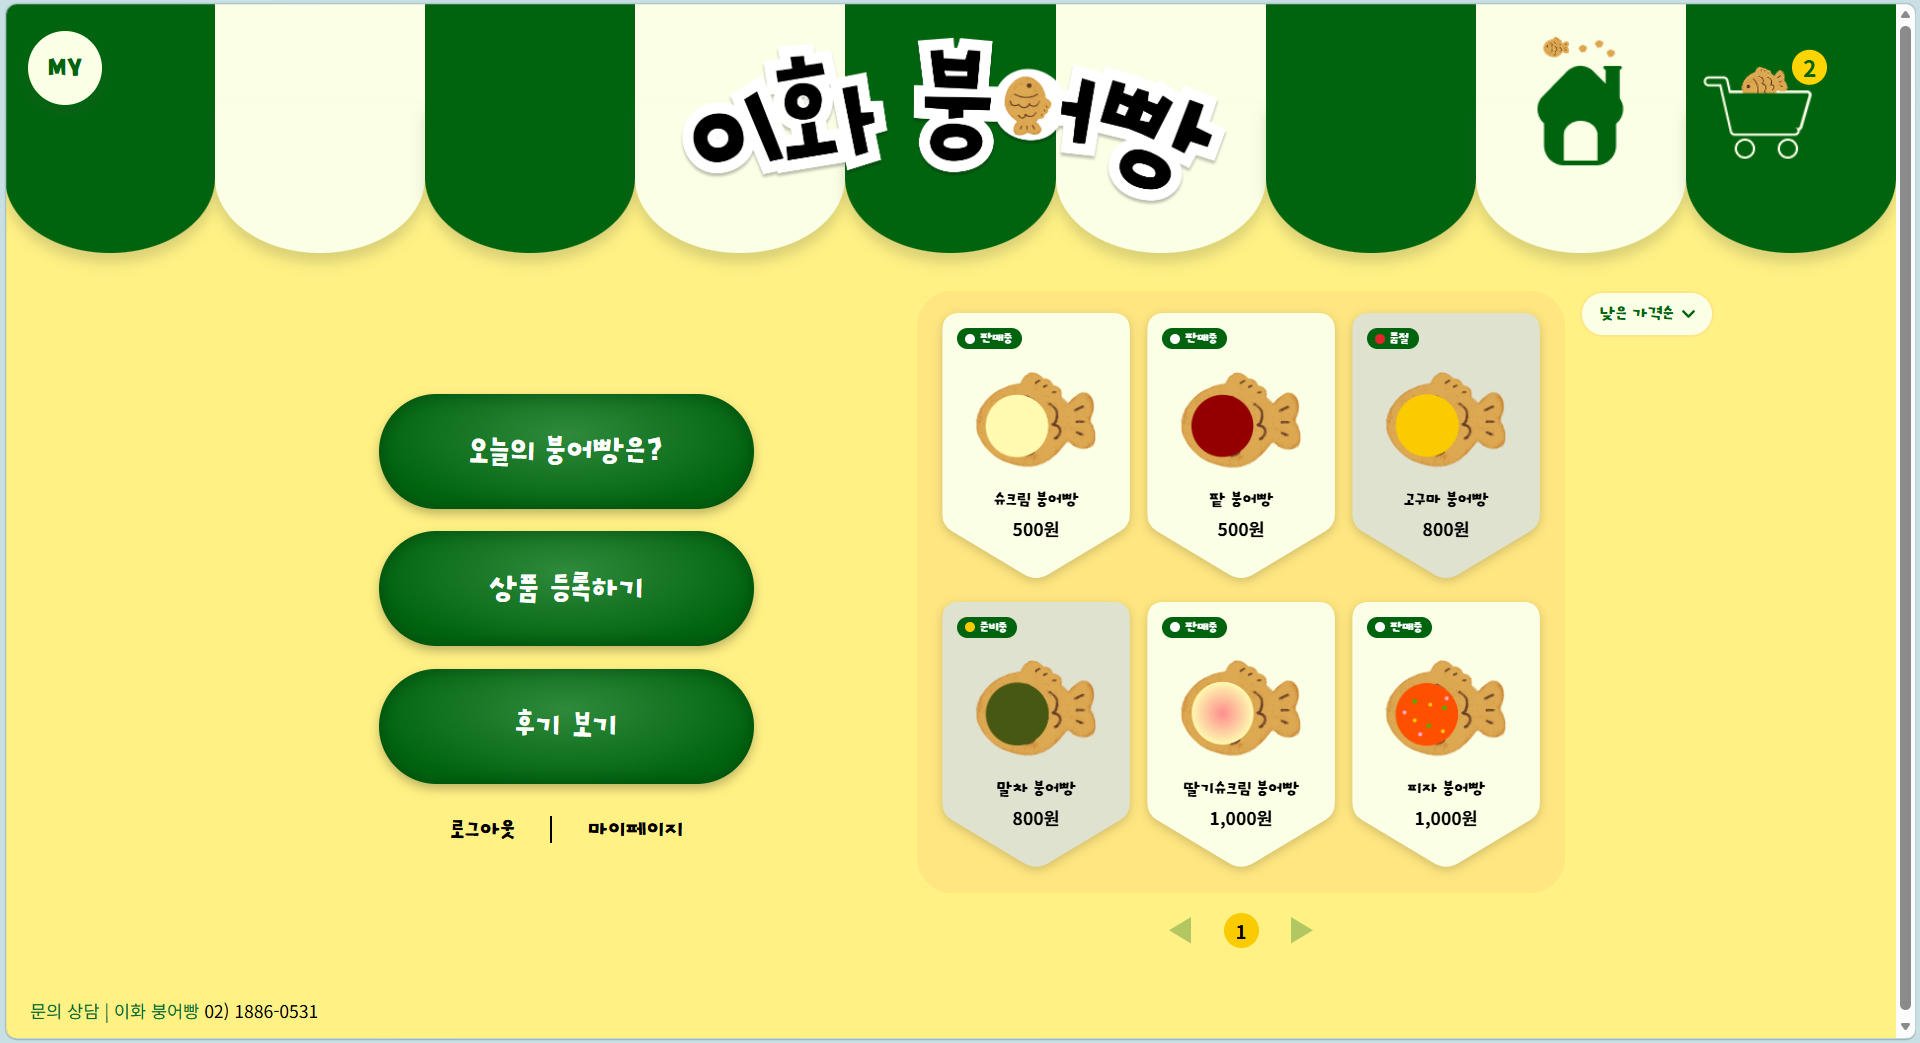 MY
이화 붕어빵
2
낮은 가격순
오늘의 붕어빵은?
상품 등록하기
후기 보기
로그아웃 | 마이페이지
판매중
슈크림 붕어빵
500원
판매중
팥 붕어빵
500원
품절
고구마 붕어빵
800원
준비중
말차 붕어빵
800원
판매중
딸기슈크림 붕어빵
1,000원
판매중
피자 붕어빵
1,000원
1
문의 상담 | 이화 붕어빵 02) 1886-0531